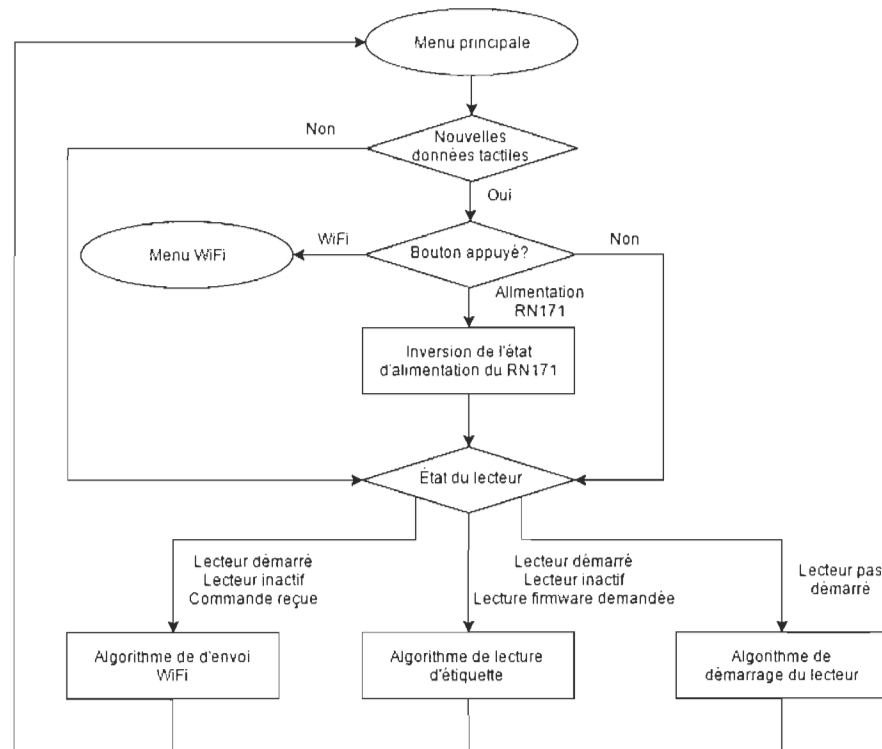 Menu principale
Non
Nouvelles
données tactiles
Oui
Menu WiFi
WiFi
Bouton appuyé?
Non
Alimentation
RN171
Inversion de l'état
d'alimentation du RN171
État du lecteur
Lecteur démarré
Lecteur inactif
Commande reçue
Lecteur démarré
Lecteur inactif
Lecture firmware demandée
Lecteur pas
démarré
Algorithme de d'envoi
WiFi
Algorithme de lecture
d'étiquette
Algorithme de
démarrage du lecteur